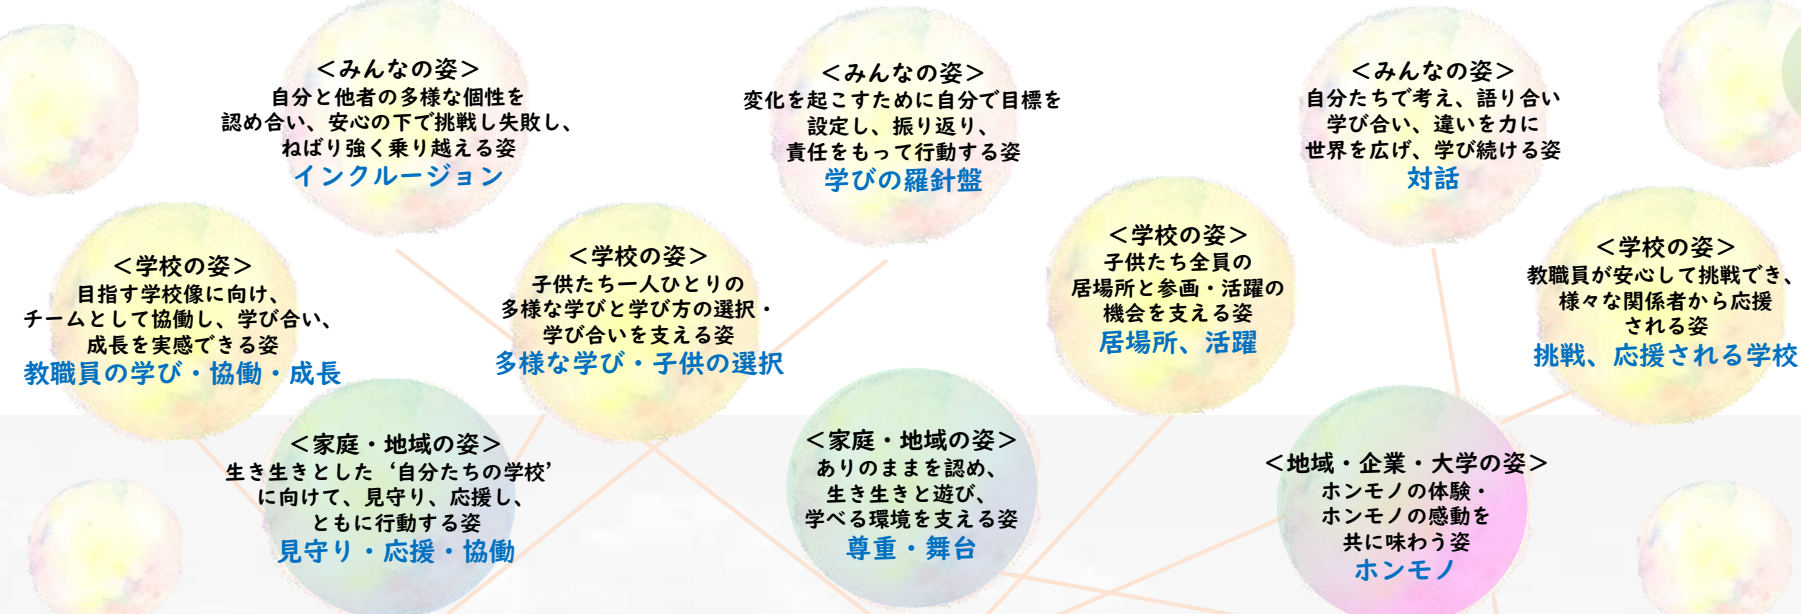 ＜みんなの姿＞
自分と他者の多様な個性を
認め合い、安心の下で挑戦し失敗し、
ねばり強く乗り越える姿
インクルージョン
＜みんなの姿＞
変化を起こすために自分で目標を
設定し、振り返り、
責任をもって行動する姿
学びの羅針盤
＜みんなの姿＞
自分たちで考え、語り合い
学び合い、違いを力に
世界を広げ、学び続ける姿
対話
＜学校の姿＞
目指す学校像に向け、
チームとして協働し、学び合い、
成長を実感できる姿
教職員の学び・協働・成長
＜学校の姿＞
子供たち一人ひとりの
多様な学びと学び方の選択・
学び合いを支える姿
多様な学び・子供の選択
＜学校の姿＞
子供たち全員の
居場所と参画・活躍の
機会を支える姿
居場所、活躍
＜学校の姿＞
教職員が安心して挑戦でき、
様々な関係者から応援
される姿
挑戦、応援される学校
＜家庭・地域の姿＞
生き生きとした‘自分たちの学校’
に向けて、見守り、応援し、
ともに行動する姿
見守り・応援・協働
＜家庭・地域の姿＞
ありのままを認め、
生き生きと遊び、
学べる環境を支える姿
尊重・舞台
＜地域・企業・大学の姿＞
ホンモノの体験・
ホンモノの感動を
共に味わう姿
ホンモノ